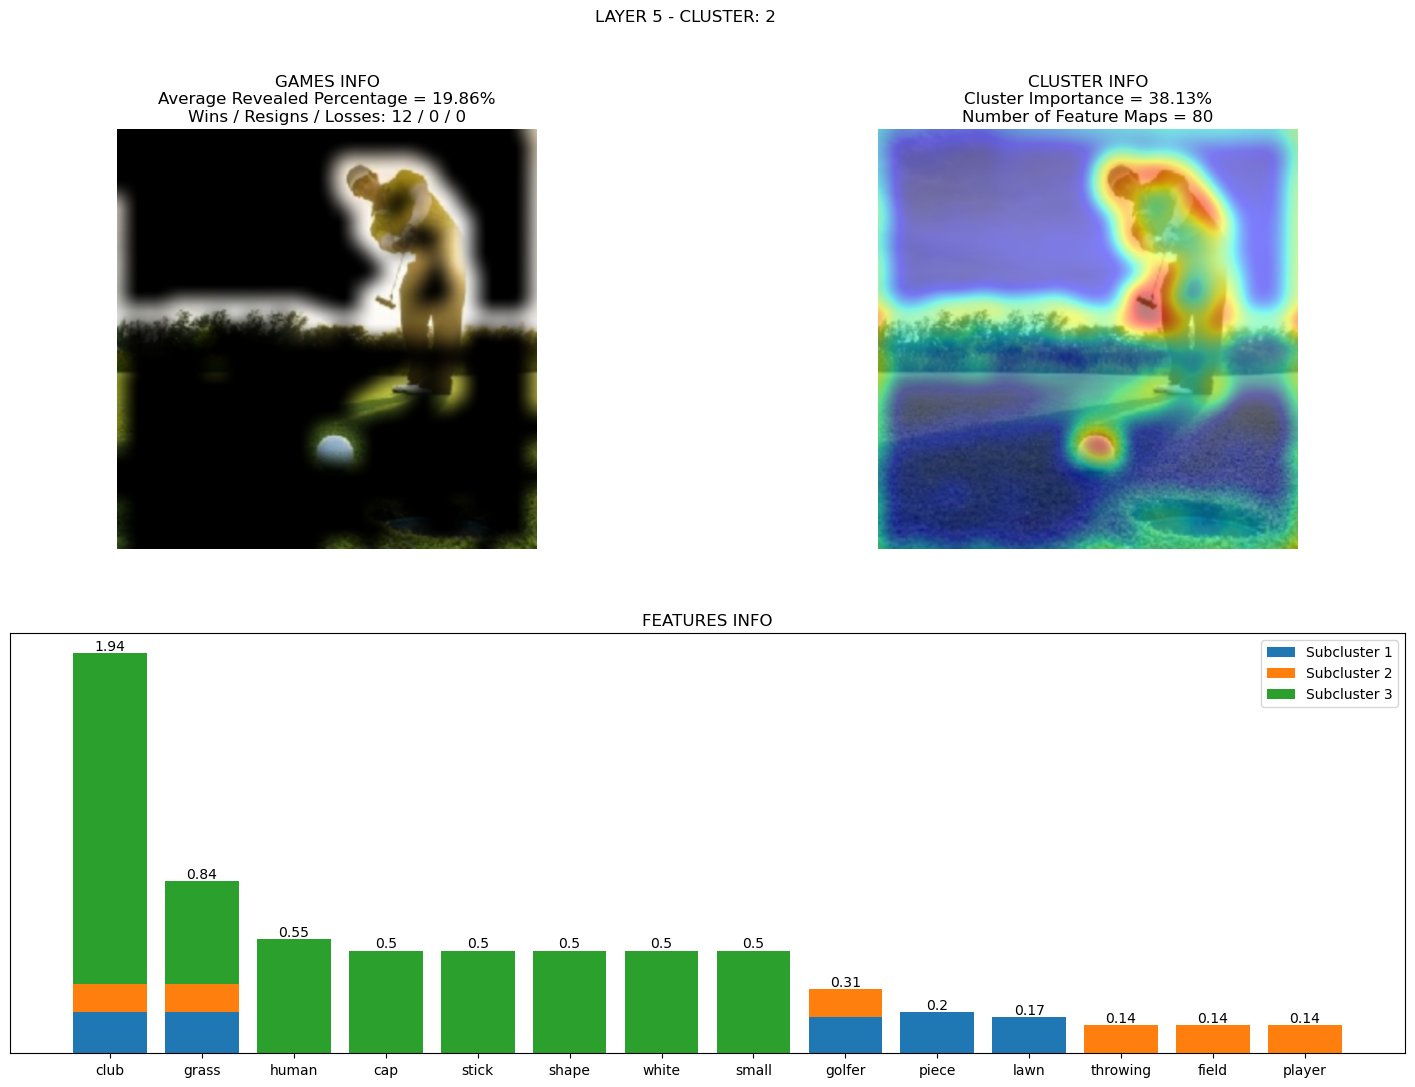 LAYER 5 - CLUSTER: 2
GAMES INFO
Average Revealed Percentage = 19.86%
Wins / Resigns / Losses: 12 / 0 / 0
CLUSTER INFO
Cluster Importance = 38.13%
Number of Feature Maps = 80
FEATURES INFO
Subcluster 1
Subcluster 2
Subcluster 3
1.94
0.84
0.55
0.5
0.5
0.5
0.5
0.5
0.31
0.2
0.17
0.14
0.14
0.14
club grass human cap stick shape white small golfer piece lawn throwing field player